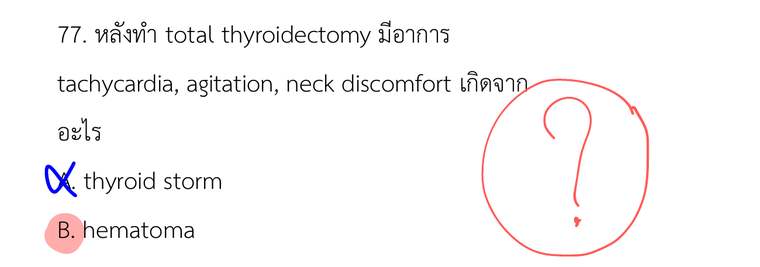 77. หลังทำ total thyroidectomy มีอาการ
tachycardia, agitation, neck discomfort เกิดจาก
อะไร
A. thyroid storm
B. hematoma
?